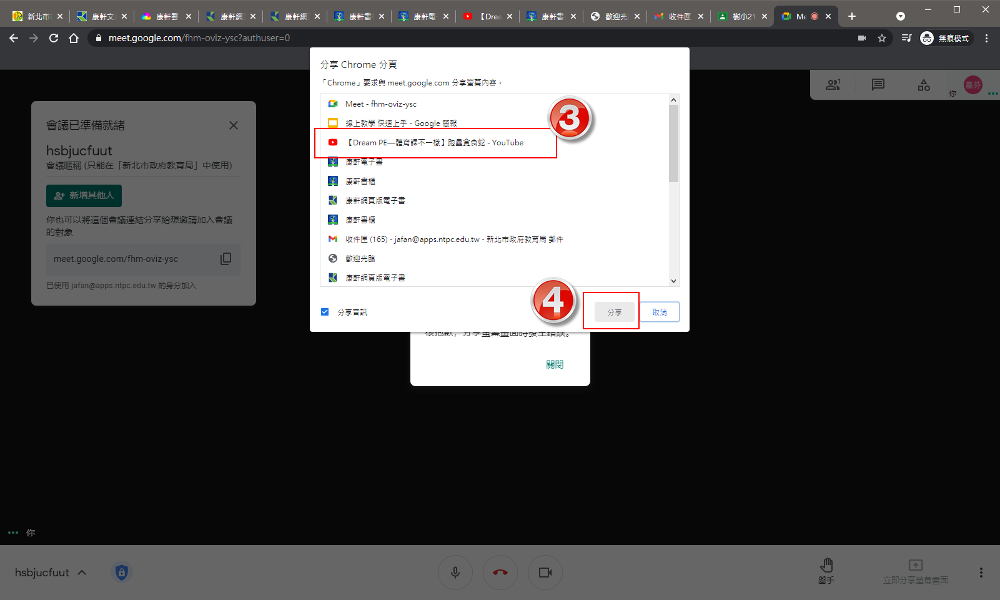 新北市
康軒文
康軒雲
康軒網
康軒網
康軒書
康軒電
【Drea
康軒書
歡迎光
收件匣
樹小21
Me
meet.google.com/fhm-oviz-ysc?authuser=0
無痕模式
分享 Chrome 分頁
「Chrome」要求與 meet.google.com 分享螢幕內容。
Meet - fhm-oviz-ysc
線上教學 快速上手 - Google 簡報
【Dream PE—體育課不一樣】跑壘貪食蛇 - YouTube
康軒電子書
康軒書櫃
康軒網頁版電子書
康軒書櫃
收件匣 (165) - jafan@apps.ntpc.edu.tw - 新北市政府教育局 郵件
歡迎光臨
康軒網頁版電子書
3
4
分享音訊
分享
取消
很抱歉，分享螢幕畫面時發生錯誤。
關閉
會議已準備就緒
hsbjucfuut
會議暱稱 (只能在「新北市政府教育局」中使用)
新增其他人
你也可以將這個會議連結分享給想邀請加入會議
的對象
meet.google.com/fhm-oviz-ysc
已使用 jafan@apps.ntpc.edu.tw 的身分加入
1
你
嘉芬
你
hsbjucfuut
舉手
立即分享螢幕畫面